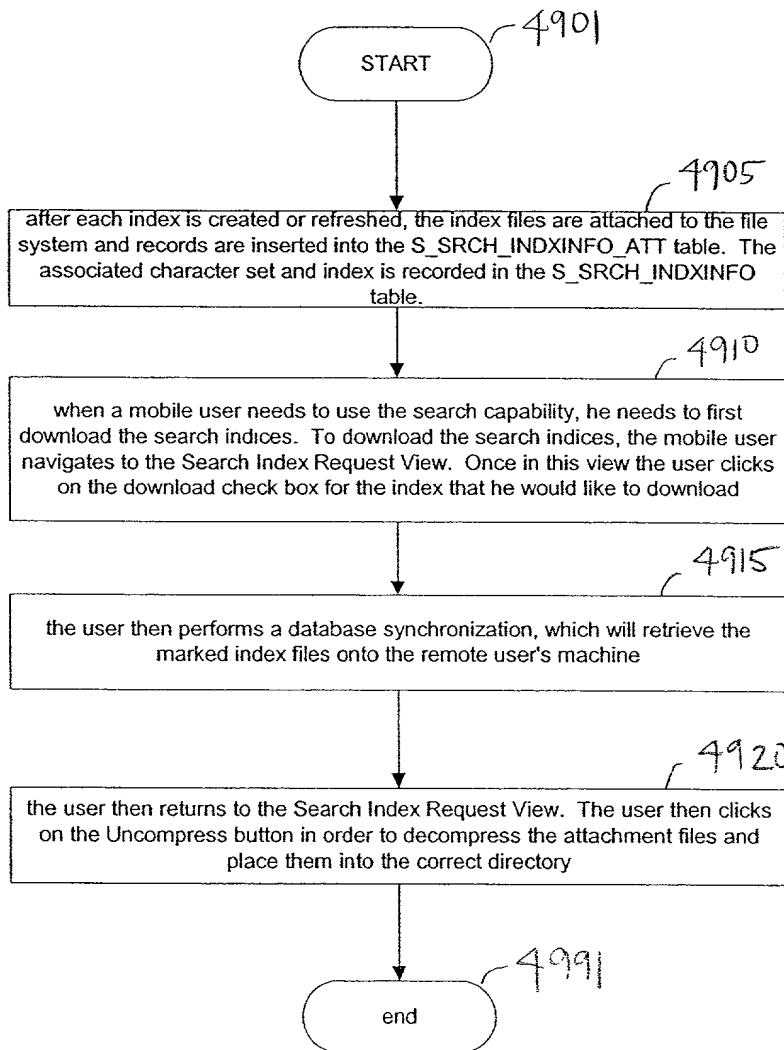 4901
START
4905
after each index is created or refreshed, the index files are attached to the file
system and records are inserted into the S_SRCH_INDXINFO_ATT table. The
associated character set and index is recorded in the S_SRCH_INDXINFO
table.
4910
when a mobile user needs to use the search capability, he needs to first
download the search indices. To download the search indices, the mobile user
navigates to the Search Index Request View. Once in this view the user clicks
on the download check box for the index that he would like to download
4915
the user then performs a database synchronization, which will retrieve the
marked index files onto the remote user's machine
4920
the user then returns to the Search Index Request View. The user then clicks
on the Uncompress button in order to decompress the attachment files and
place them into the correct directory
4991
end